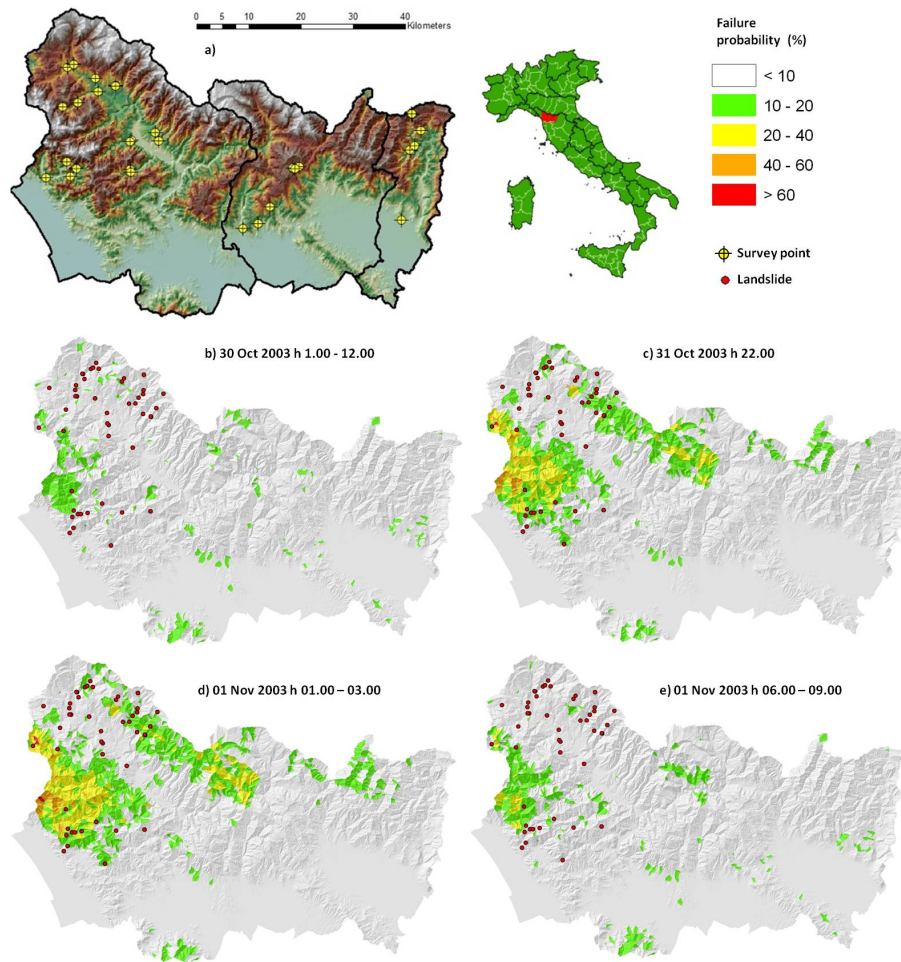 0 10 20 30 40
Kilometers
a)
Failure
probability (%)
< 10
10 - 20
20 - 40
40 - 60
> 60
Survey point
Landslide
b) 30 Oct 2003 h 1.00 - 12.00
c) 31 Oct 2003 h 22.00
d) 01 Nov 2003 h 01.00 – 03.00
e) 01 Nov 2003 h 06.00 – 09.00